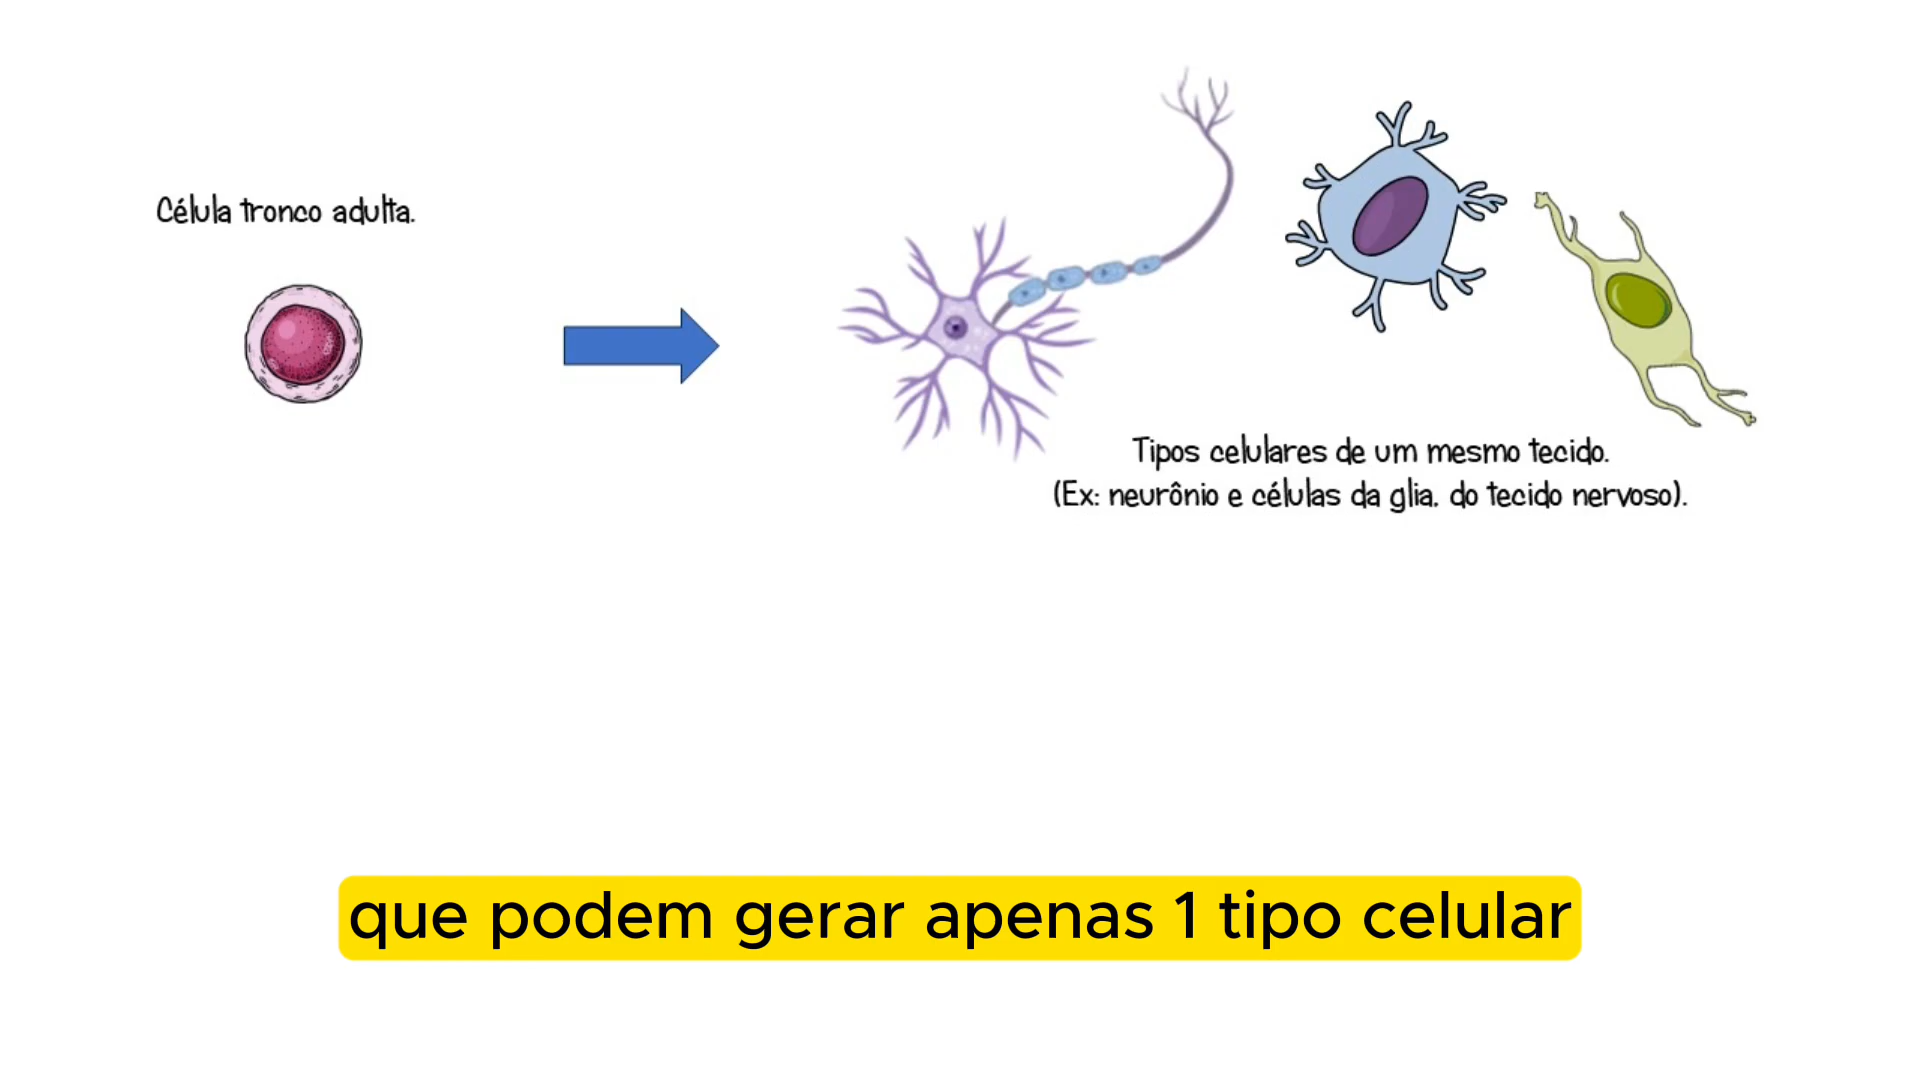 Célula tronco adulta.
Tipos celulares de um mesmo tecido.
(Ex: neurônio e células da glia. do tecido nervoso).
que podem gerar apenas 1 tipo celular